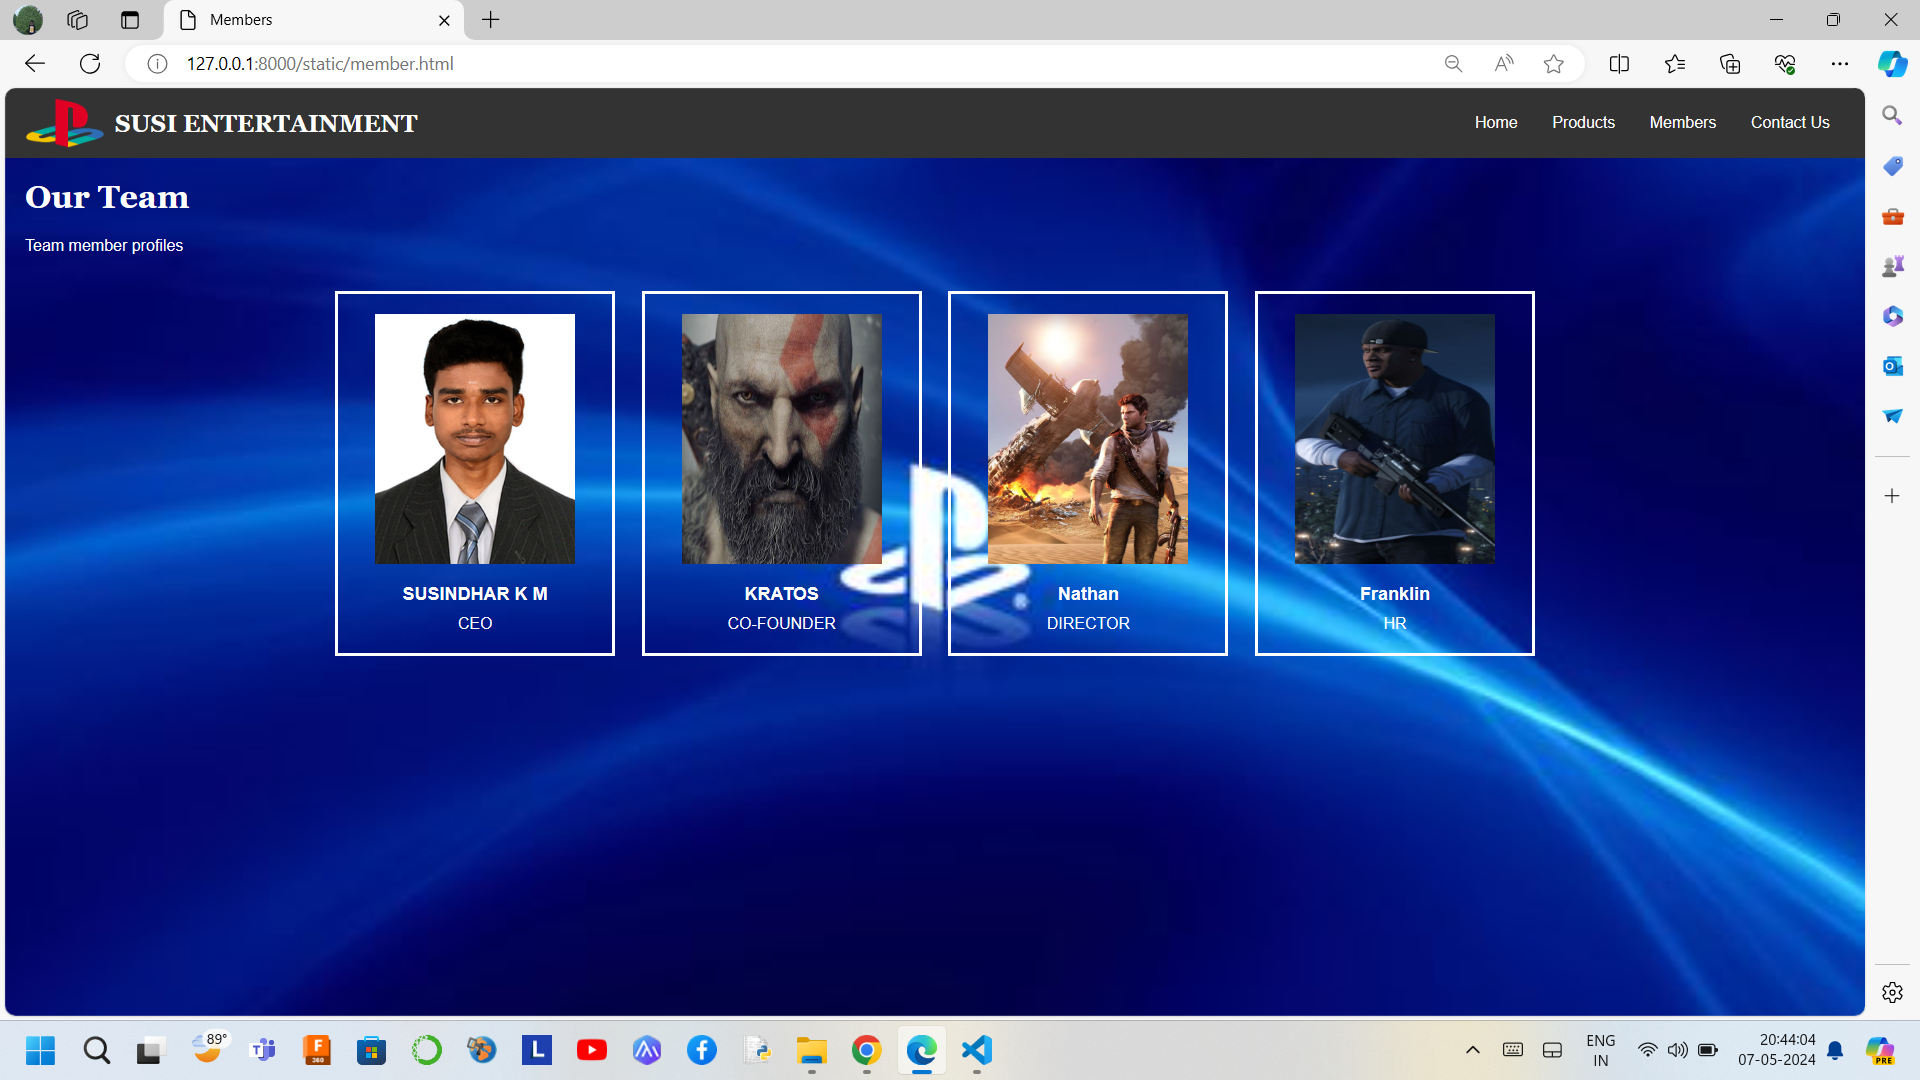 Members
127.0.0.1:8000/static/member.html
SUSI ENTERTAINMENT
Home Products Members Contact Us
Our Team
Team member profiles
SUSINDHAR K M
CEO
KRATOS
CO-FOUNDER
Nathan
DIRECTOR
Franklin
HR
89°
F
360
L
ENG
IN
20:44:04
07-05-2024
PRE